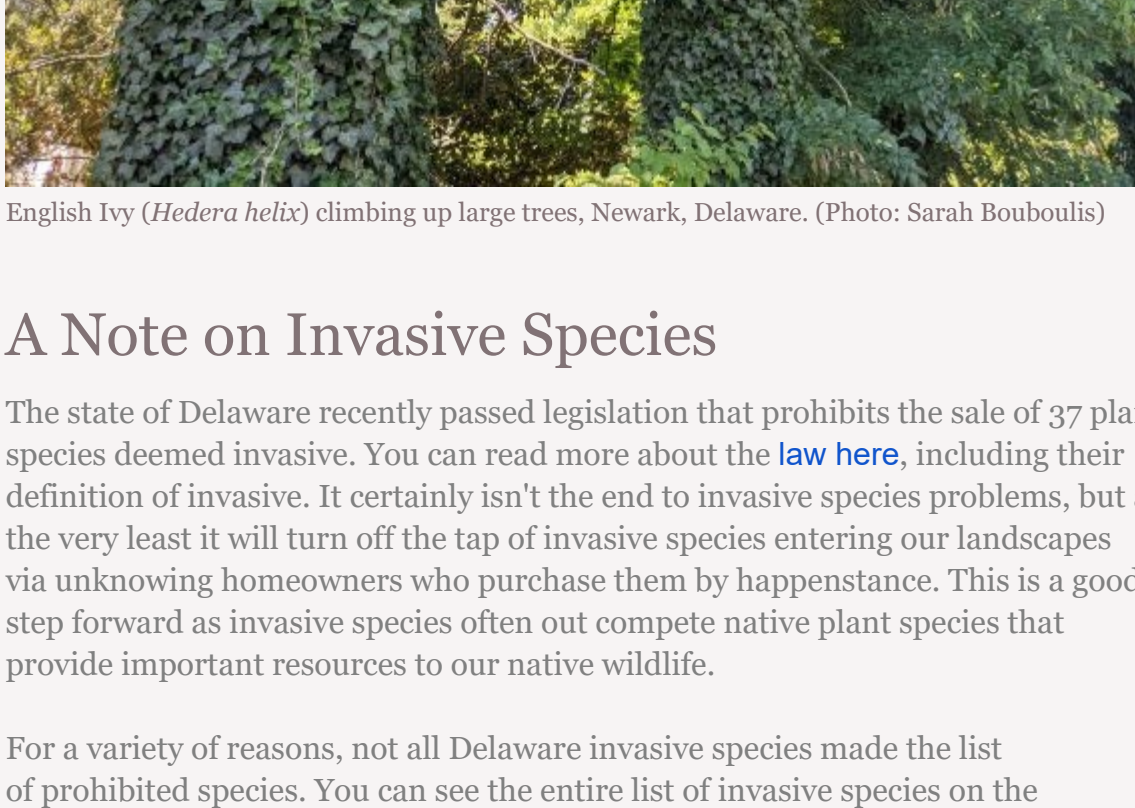 English Ivy (Hedera helix) climbing up large trees, Newark, Delaware. (Photo: Sarah Bouboulis)
A Note on Invasive Species
The state of Delaware recently passed legislation that prohibits the sale of 37
species deemed invasive. You can read more about the law here, including their
definition of invasive. It certainly isn't the end to invasive species problems, but
the very least it will turn off the tap of invasive species entering our landscapes
via unknowing homeowners who purchase them by happenstance. This is a good
step forward as invasive species often out compete native plant species that
provide important resources to our native wildlife.
For a variety of reasons, not all Delaware invasive species made the list
of prohibited species. You can see the entire list of invasive species on the